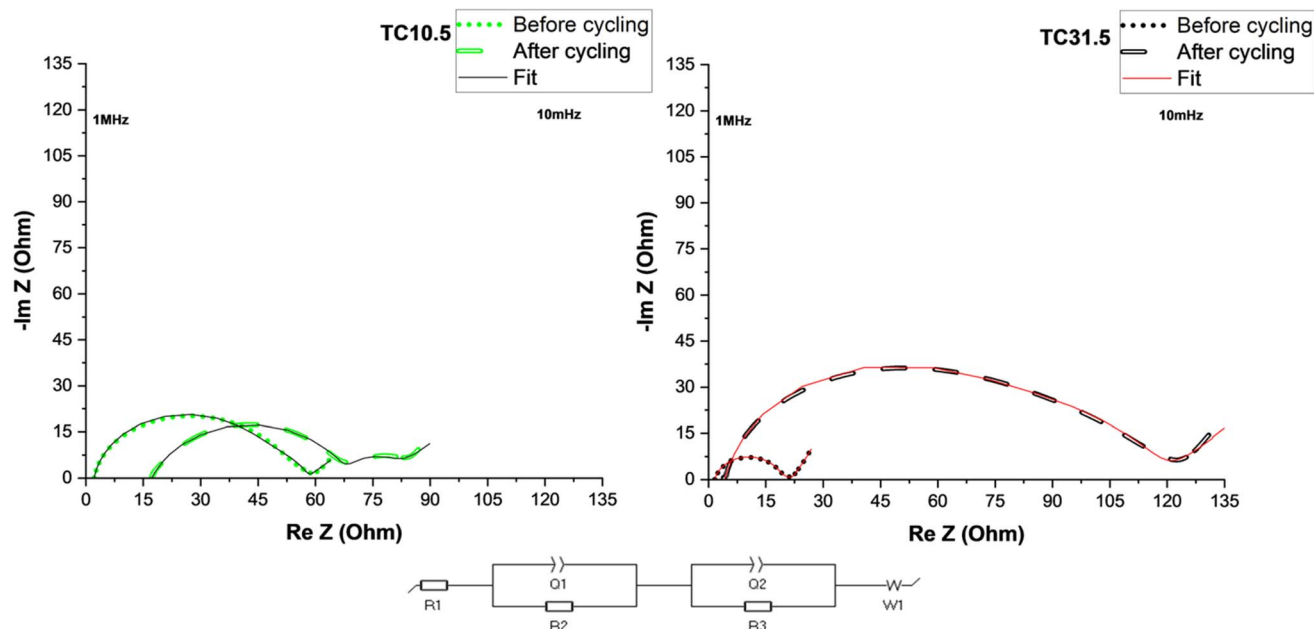 TC10.5
Before cycling
After cycling
Fit
135
120
105
90
75
60
45
30
15
0
1MHz
10mHz
-Im Z (Ohm)
0 15 30 45 60 75 90 105 120 135
Re Z (Ohm)
TC31.5
Before cycling
After cycling
Fit
135
120
105
90
75
60
45
30
15
0
1MHz
10mHz
-Im Z (Ohm)
0 15 30 45 60 75 90 105 120 135
Re Z (Ohm)
R1 Q1 Q2 W W1
R2 R3